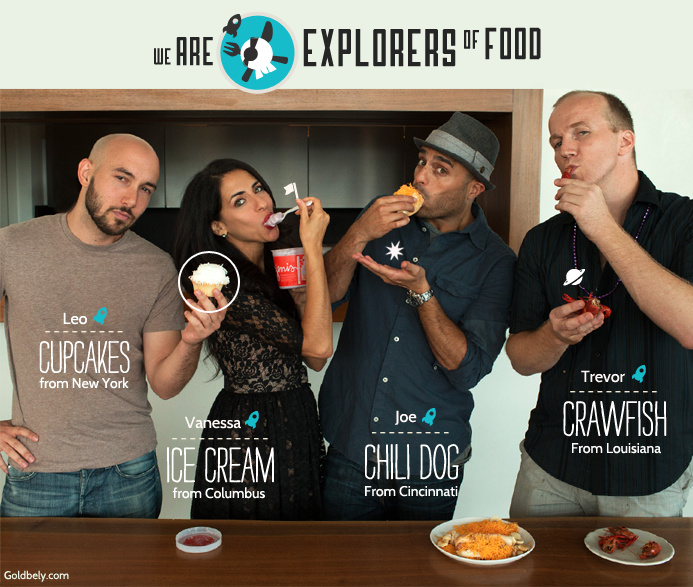 WE ARE EXPLORERS OF FOOD
Leo
CUPCAKES
from New York
Vanessa
ICE CREAM
from Columbus
Joe
CHILI DOG
From Cincinnati
Trevor
CRAWFISH
From Louisiana
Goldbely.com